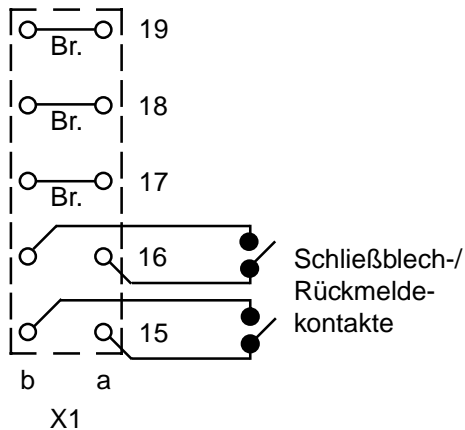 19
Br.
18
Br.
17
Br.
16
Schließblech-/
Rückmelde-
kontakte
15
b a
X1